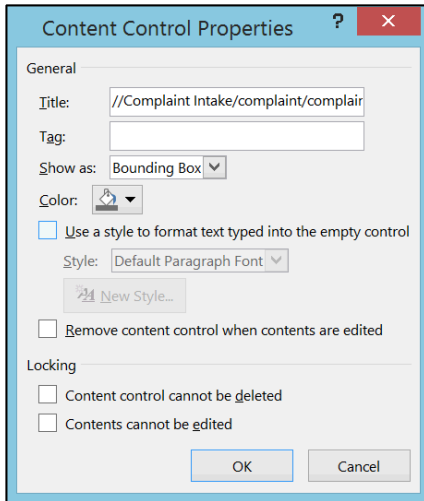 Content Control Properties ?
General
Title: //Complaint Intake/complaint/complair
Tag:
Show as: Bounding Box
Color:
Use a style to format text typed into the empty control
Style: Default Paragraph Font
New Style...
Remove content control when contents are edited
Locking
Content control cannot be deleted
Contents cannot be edited
OK Cancel